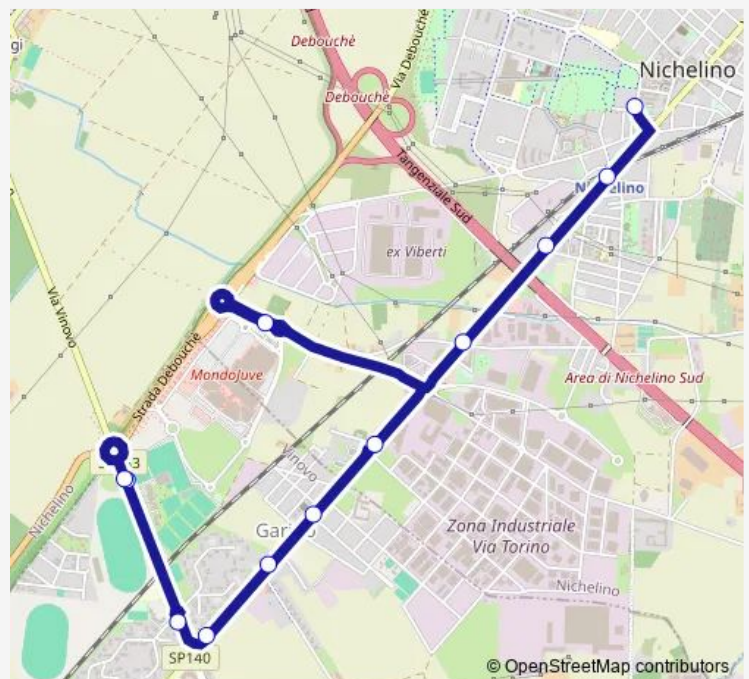 Debouchè
Via Debouchè
gi
Nichelino
Debouchè
Tangenziale Sud
ex Viberti
Via Vinovo
Strada Debouchè
MondoJuve
Area di Nichelino Sud
Vinovo
Nichelino
Zona Industriale
Via Torino
Nichelino
SP140
© OpenStreetMap contributors